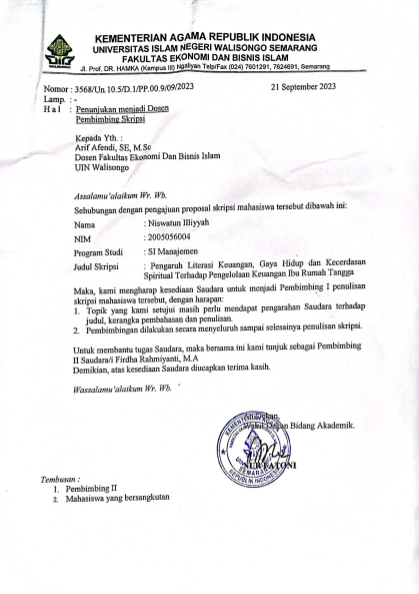 KEMENTERIAN AGAMA REPUBLIK INDONESIA
UNIVERSITAS ISLAM NEGERI WALISONGO SEMARANG
FAKULTAS EKONOMI DAN BISNIS ISLAM
Jl. Prof. DR. HAMKA (Kampus III) Ngaliyan Telp/Fax (024) 7601291, 7624691, Semarang
WALISONGO
Nomor : 3568/Un.10.5/D.1/PP.00.9/09/2023
21 September 2023
Lamp. : -
H a l : Penunjukan menjadi Dosen
Pembimbing Skripsi
Kepada Yth. :
Arif Afendi, SE, M.Sc
Dosen Fakultas Ekonomi Dan Bisnis Islam
UIN Walisongo
Assalamu'alaikum Wr. Wb.
Sehubungan dengan pengajuan proposal skripsi mahasiswa tersebut dibawah ini:
Nama : Niswatun Illiyyah
NIM : 2005056004
Program Studi : S1 Manajemen
Judul Skripsi : Pengaruh Literasi Keuangan, Gaya Hidup dan Kecerdasan
Spiritual Terhadap Pengelolaan Keuangan Ibu Rumah Tangga
Maka, kami mengharap kesediaan Saudara untuk menjadi Pembimbing I penulisan
skripsi mahasiswa tersebut, dengan harapan:
1. Topik yang kami setujui masih perlu mendapat pengarahan Saudara terhadap
judul, kerangka pembahasan dan penulisan.
2. Pembimbingan dilakukan secara menyeluruh sampai selesainya penulisan skripsi.
Untuk membantu tugas Saudara, maka bersama ini kami tunjuk sebagai Pembimbing
II Saudara/i Firdha Rahmiyanti, M.A
Demikian, atas kesediaan Saudara diucapkan terima kasih.
Wassalamu'alaikum Wr. Wb.
Wakil Dekan Bidang Akademik.
NUR FATONI
SEMARANG
REPUBLIK INDONESIA
Tembusan :
1. Pembimbing II
2. Mahasiswa yang bersangkutan